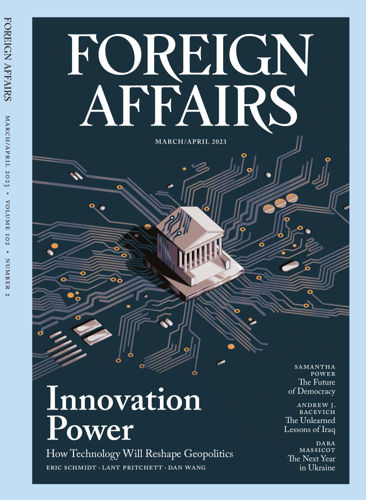 FOREIGN AFFAIRS
MARCH/APRIL 2023 • VOLUME 102 • NUMBER 2
FOREIGN
AFFAIRS
MARCH/APRIL 2023
Innovation
Power
How Technology Will Reshape Geopolitics
ERIC SCHMIDT · LANT PRITCHETT · DAN WANG
SAMANTHA
POWER
The Future
of Democracy
ANDREW J.
BACEVICH
The Unlearned
Lessons of Iraq
DARA
MASSICOT
The Next Year
in Ukraine